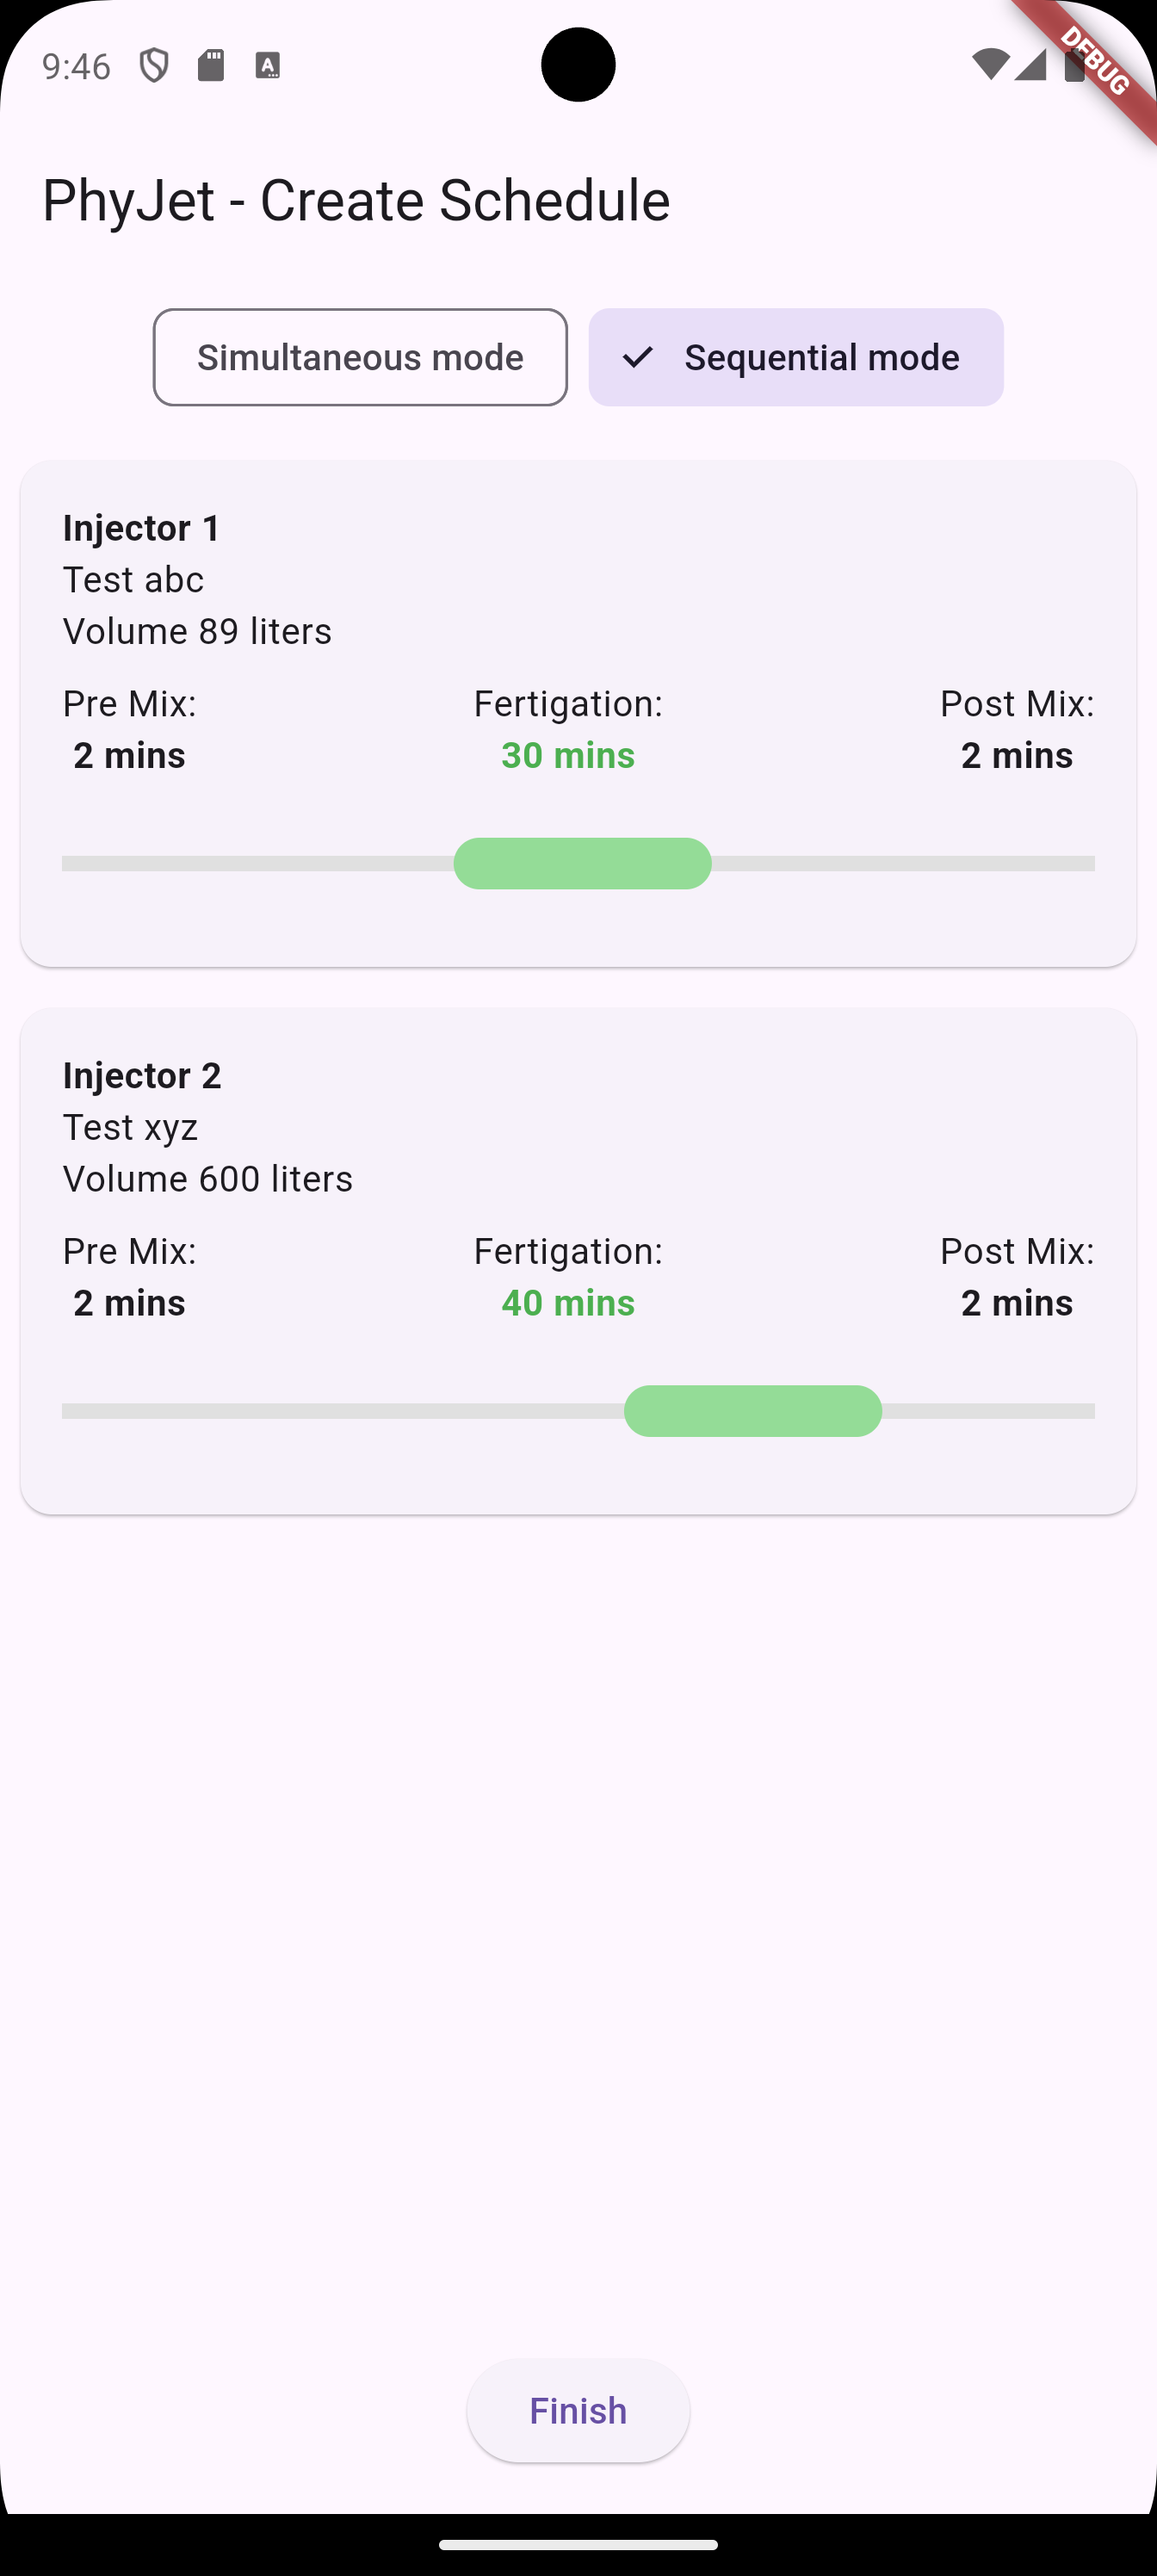 9:46
DEBUG
PhyJet - Create Schedule
Simultaneous mode
Sequential mode
Injector 1
Test abc
Volume 89 liters
Pre Mix: Fertigation: Post Mix:
2 mins 30 mins 2 mins
Injector 2
Test xyz
Volume 600 liters
Pre Mix: Fertigation: Post Mix:
2 mins 40 mins 2 mins
Finish